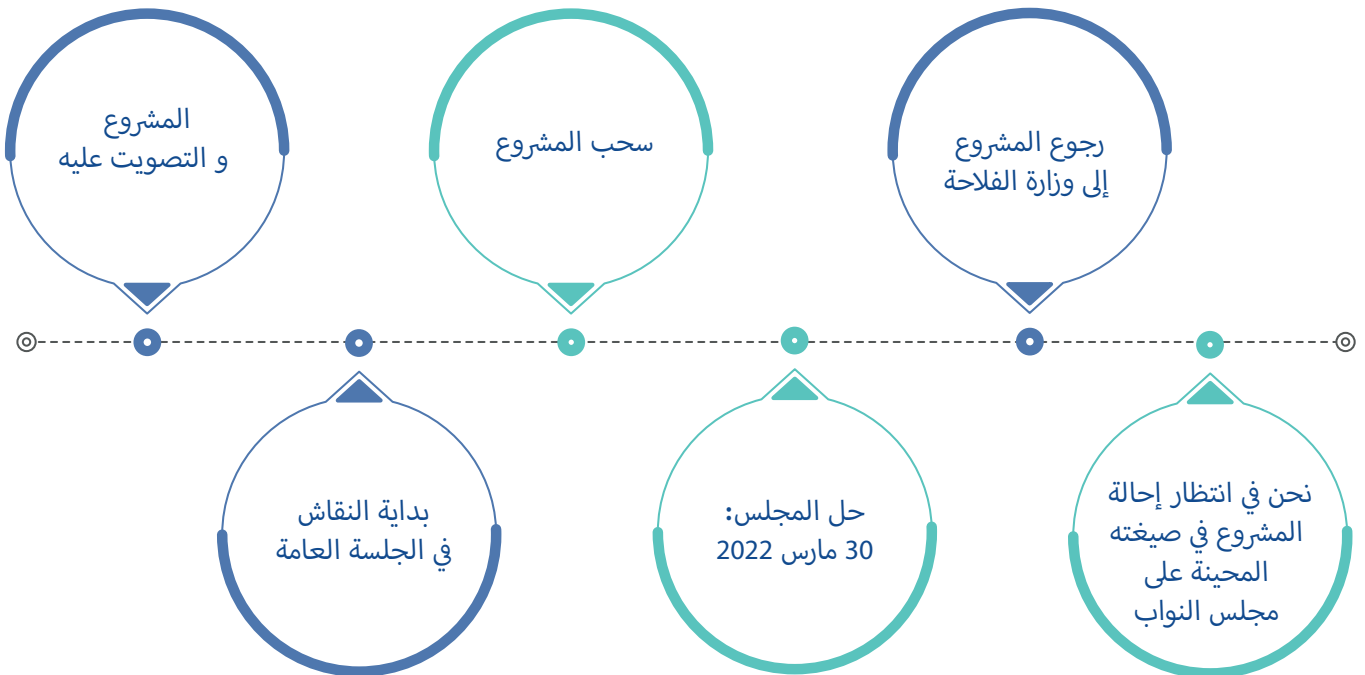 المشروع
و التصويت عليه
بداية النقاش
في الجلسة العامة
سحب المشروع
حل المجلس:
30 مارس 2022
رجوع المشروع
إلى وزارة الفلاحة
نحن في انتظار إحالة
المشروع في صيغته
المحينة على
مجلس النواب